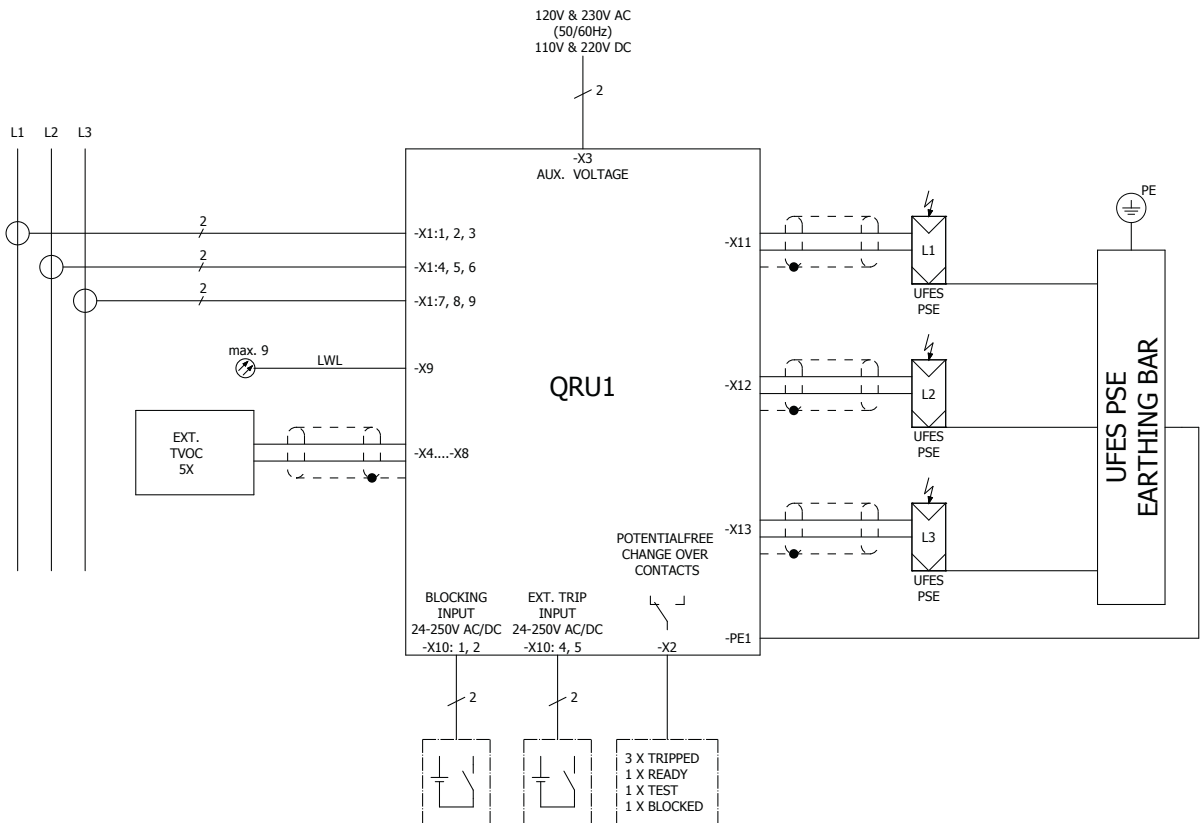 120V & 230V AC
(50/60Hz)
110V & 220V DC
2
L1 L2 L3
-X3
AUX. VOLTAGE
2
-X1:1, 2, 3
2
-X1:4, 5, 6
2
-X1:7, 8, 9
max. 9
LWL
-X9
EXT.
TVOC
5X
-X4....-X8
QRU1
-X11
L1
UFES
PSE
-X12
L2
UFES
PSE
-X13
L3
UFES
PSE
PE
UFES PSE
EARTHING BAR
-PE1
POTENTIALFREE
CHANGE OVER
CONTACTS
-X2
BLOCKING
INPUT
24-250V AC/DC
-X10: 1, 2
EXT. TRIP
INPUT
24-250V AC/DC
-X10: 4, 5
2
2
3 X TRIPPED
1 X READY
1 X TEST
1 X BLOCKED